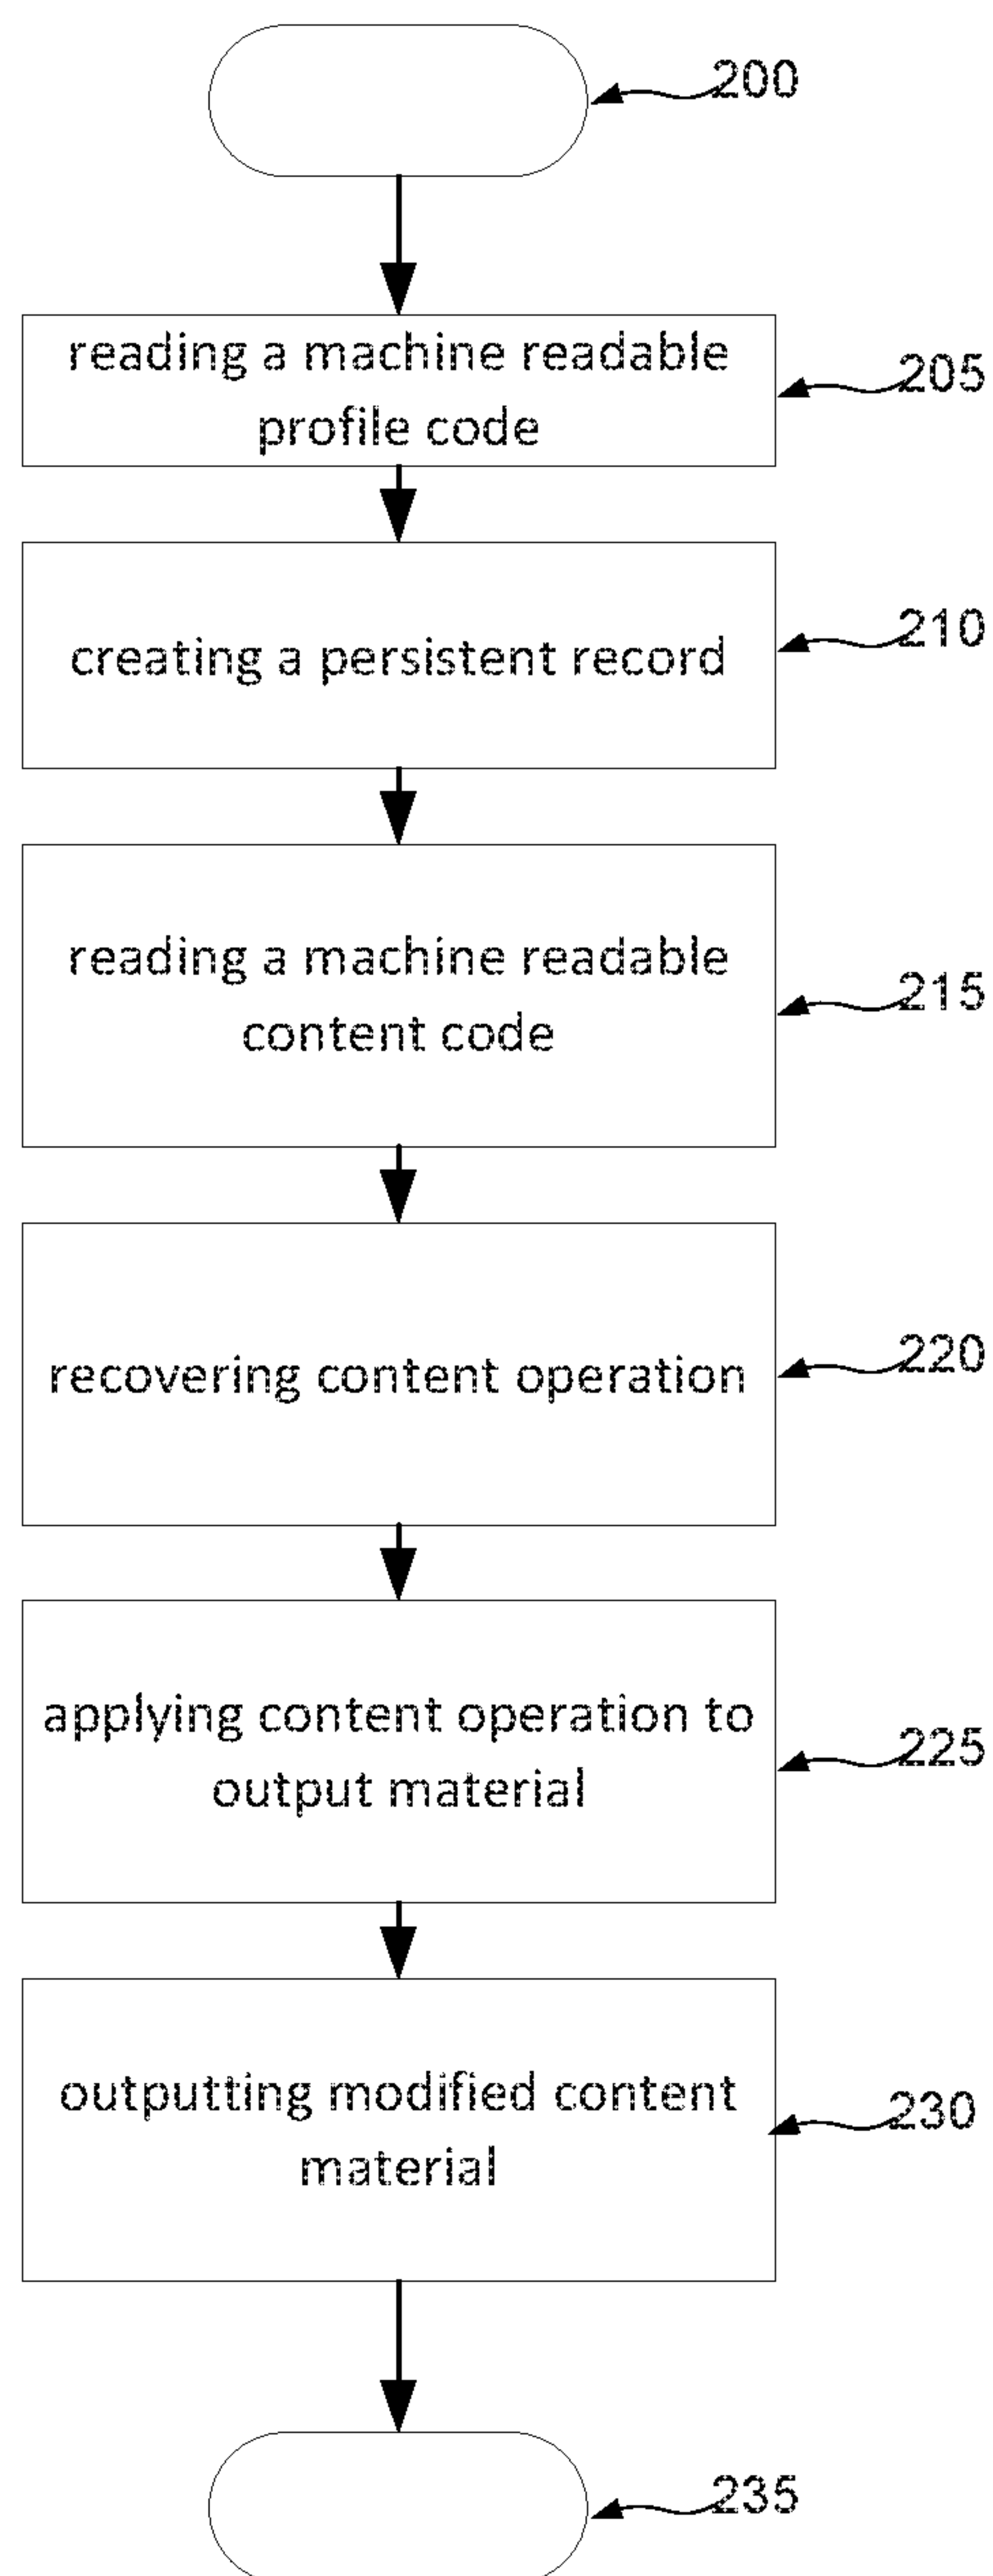 200
reading a machine readable
profile code
205
creating a persistent record
210
reading a machine readable
content code
215
recovering content operation
220
applying content operation to
output material
225
outputting modified content
material
230
235